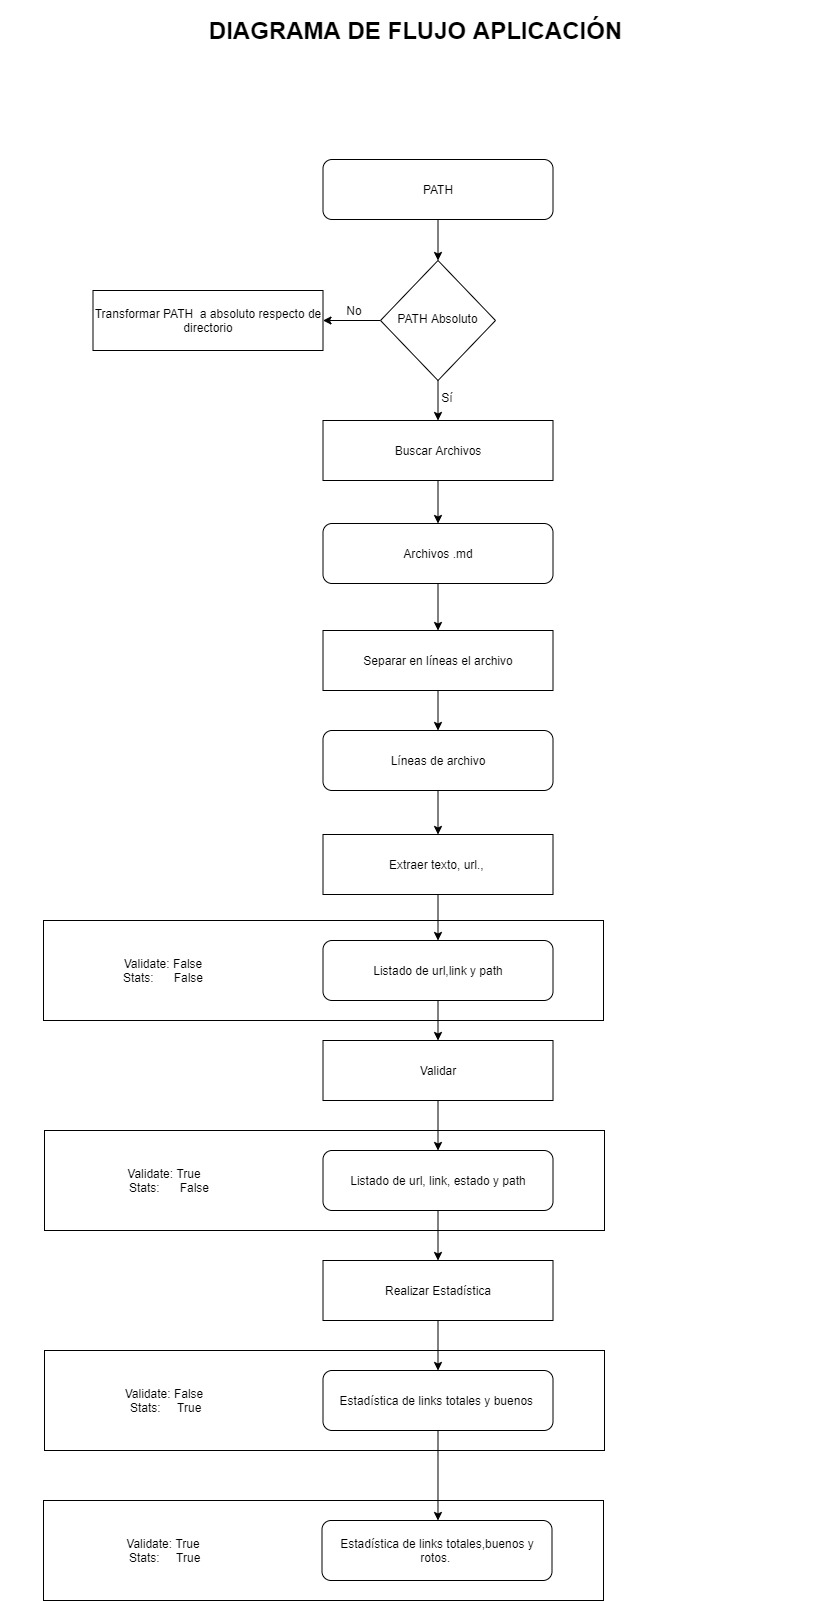 DIAGRAMA DE FLUJO APLICACIÓN
PATH
PATH Absoluto
No
Transformar PATH  a absoluto respecto de
directorio
Sí
Buscar Archivos
Archivos .md
Separar en líneas el archivo
Líneas de archivo
Extraer texto, url.,
Validate: False
Stats:      False
Listado de url,link y path
Validar
Validate: True
Stats:      False
Listado de url, link, estado y path
Realizar Estadística
Validate: False
Stats:     True
Estadística de links totales y buenos
Validate: True
Stats:     True
Estadística de links totales,buenos y
rotos.